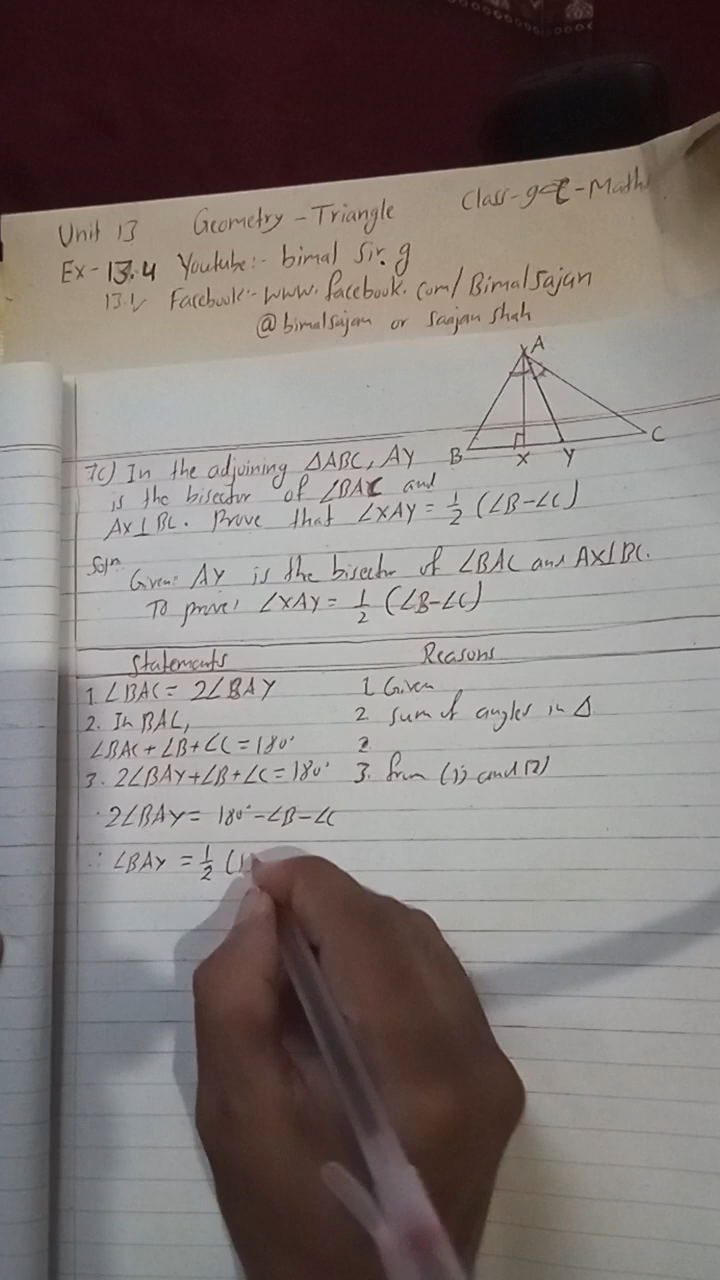 Unit 13 Geometry - Triangle Class-9 - Math
Ex - 13.4 Youtube:- bimal Sir. g
13.1 Facebook:- www.facebook.com/Bimalsajan
@bimalsajan or Saajan Shah
A
B X Y C
7c) In the adjoining ΔABC, AY
is the bisector of ∠BAC and
AX⊥BC. Prove that ∠XAY = 1/2 (∠B-∠C)
Soln
Given: AY is the bisector of ∠BAC and AX⊥BC.
To prove: ∠XAY = 1/2 (∠B-∠C)
Statements Reasons
1. ∠BAC = 2∠BAY 1. Given
2. In BAC, 2. sum of angles in Δ.
∠BAC+∠B+∠C = 180° 2.
3. 2∠BAY+∠B+∠C = 180° 3. from (1) and (2)
2∠BAY = 180°-∠B-∠C
∴ ∠BAY = 1/2 (1